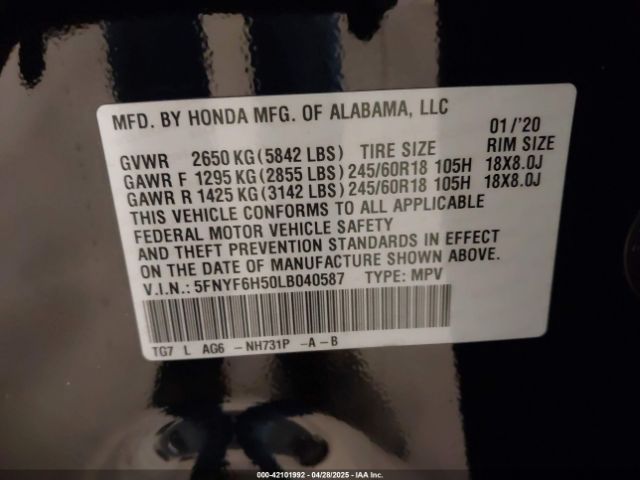 MFD. BY HONDA MFG. OF ALABAMA, LLC
01/'20
GVWR 2650 KG (5842 LBS) TIRE SIZE RIM SIZE
GAWR F 1295 KG (2855 LBS) 245/60R18 105H 18X8.0J
GAWR R 1425 KG (3142 LBS) 245/60R18 105H 18X8.0J
THIS VEHICLE CONFORMS TO ALL APPLICABLE
FEDERAL MOTOR VEHICLE SAFETY
AND THEFT PREVENTION STANDARDS IN EFFECT
ON THE DATE OF MANUFACTURE SHOWN ABOVE.
V.I.N.: 5FNYF6H50LB040587 TYPE: MPV
TG7 L AG6 -NH731P -A-B
000-42101992 - 04/28/2025 - IAA Inc.